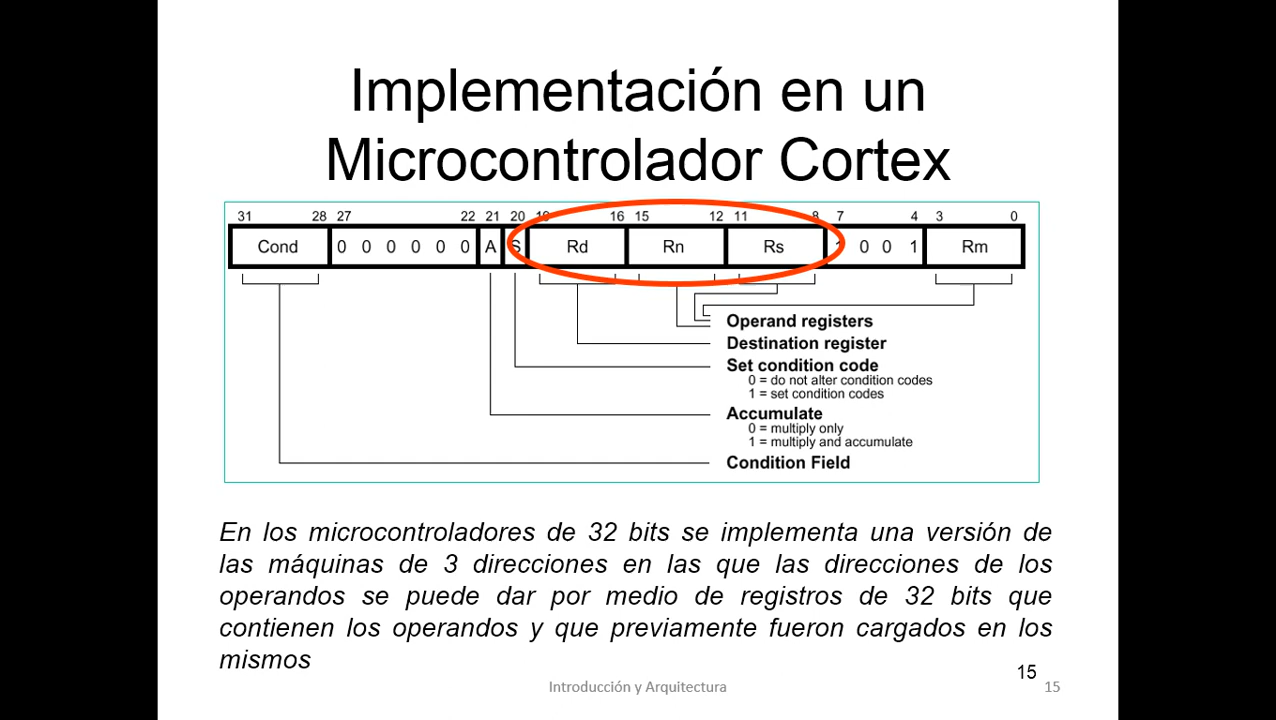 Implementación en un
Microcontrolador Cortex
31 28 27 22 21 20 19 16 15 12 11 8 7 4 3 0
Cond 0 0 0 0 0 0 A S Rd Rn Rs 1 0 0 1 Rm
Operand registers
Destination register
Set condition code
0 = do not alter condition codes
1 = set condition codes
Accumulate
0 = multiply only
1 = multiply and accumulate
Condition Field
En los microcontroladores de 32 bits se implementa una versión de
las máquinas de 3 direcciones en las que las direcciones de los
operandos se puede dar por medio de registros de 32 bits que
contienen los operandos y que previamente fueron cargados en los
mismos
15
Introducción y Arquitectura 15